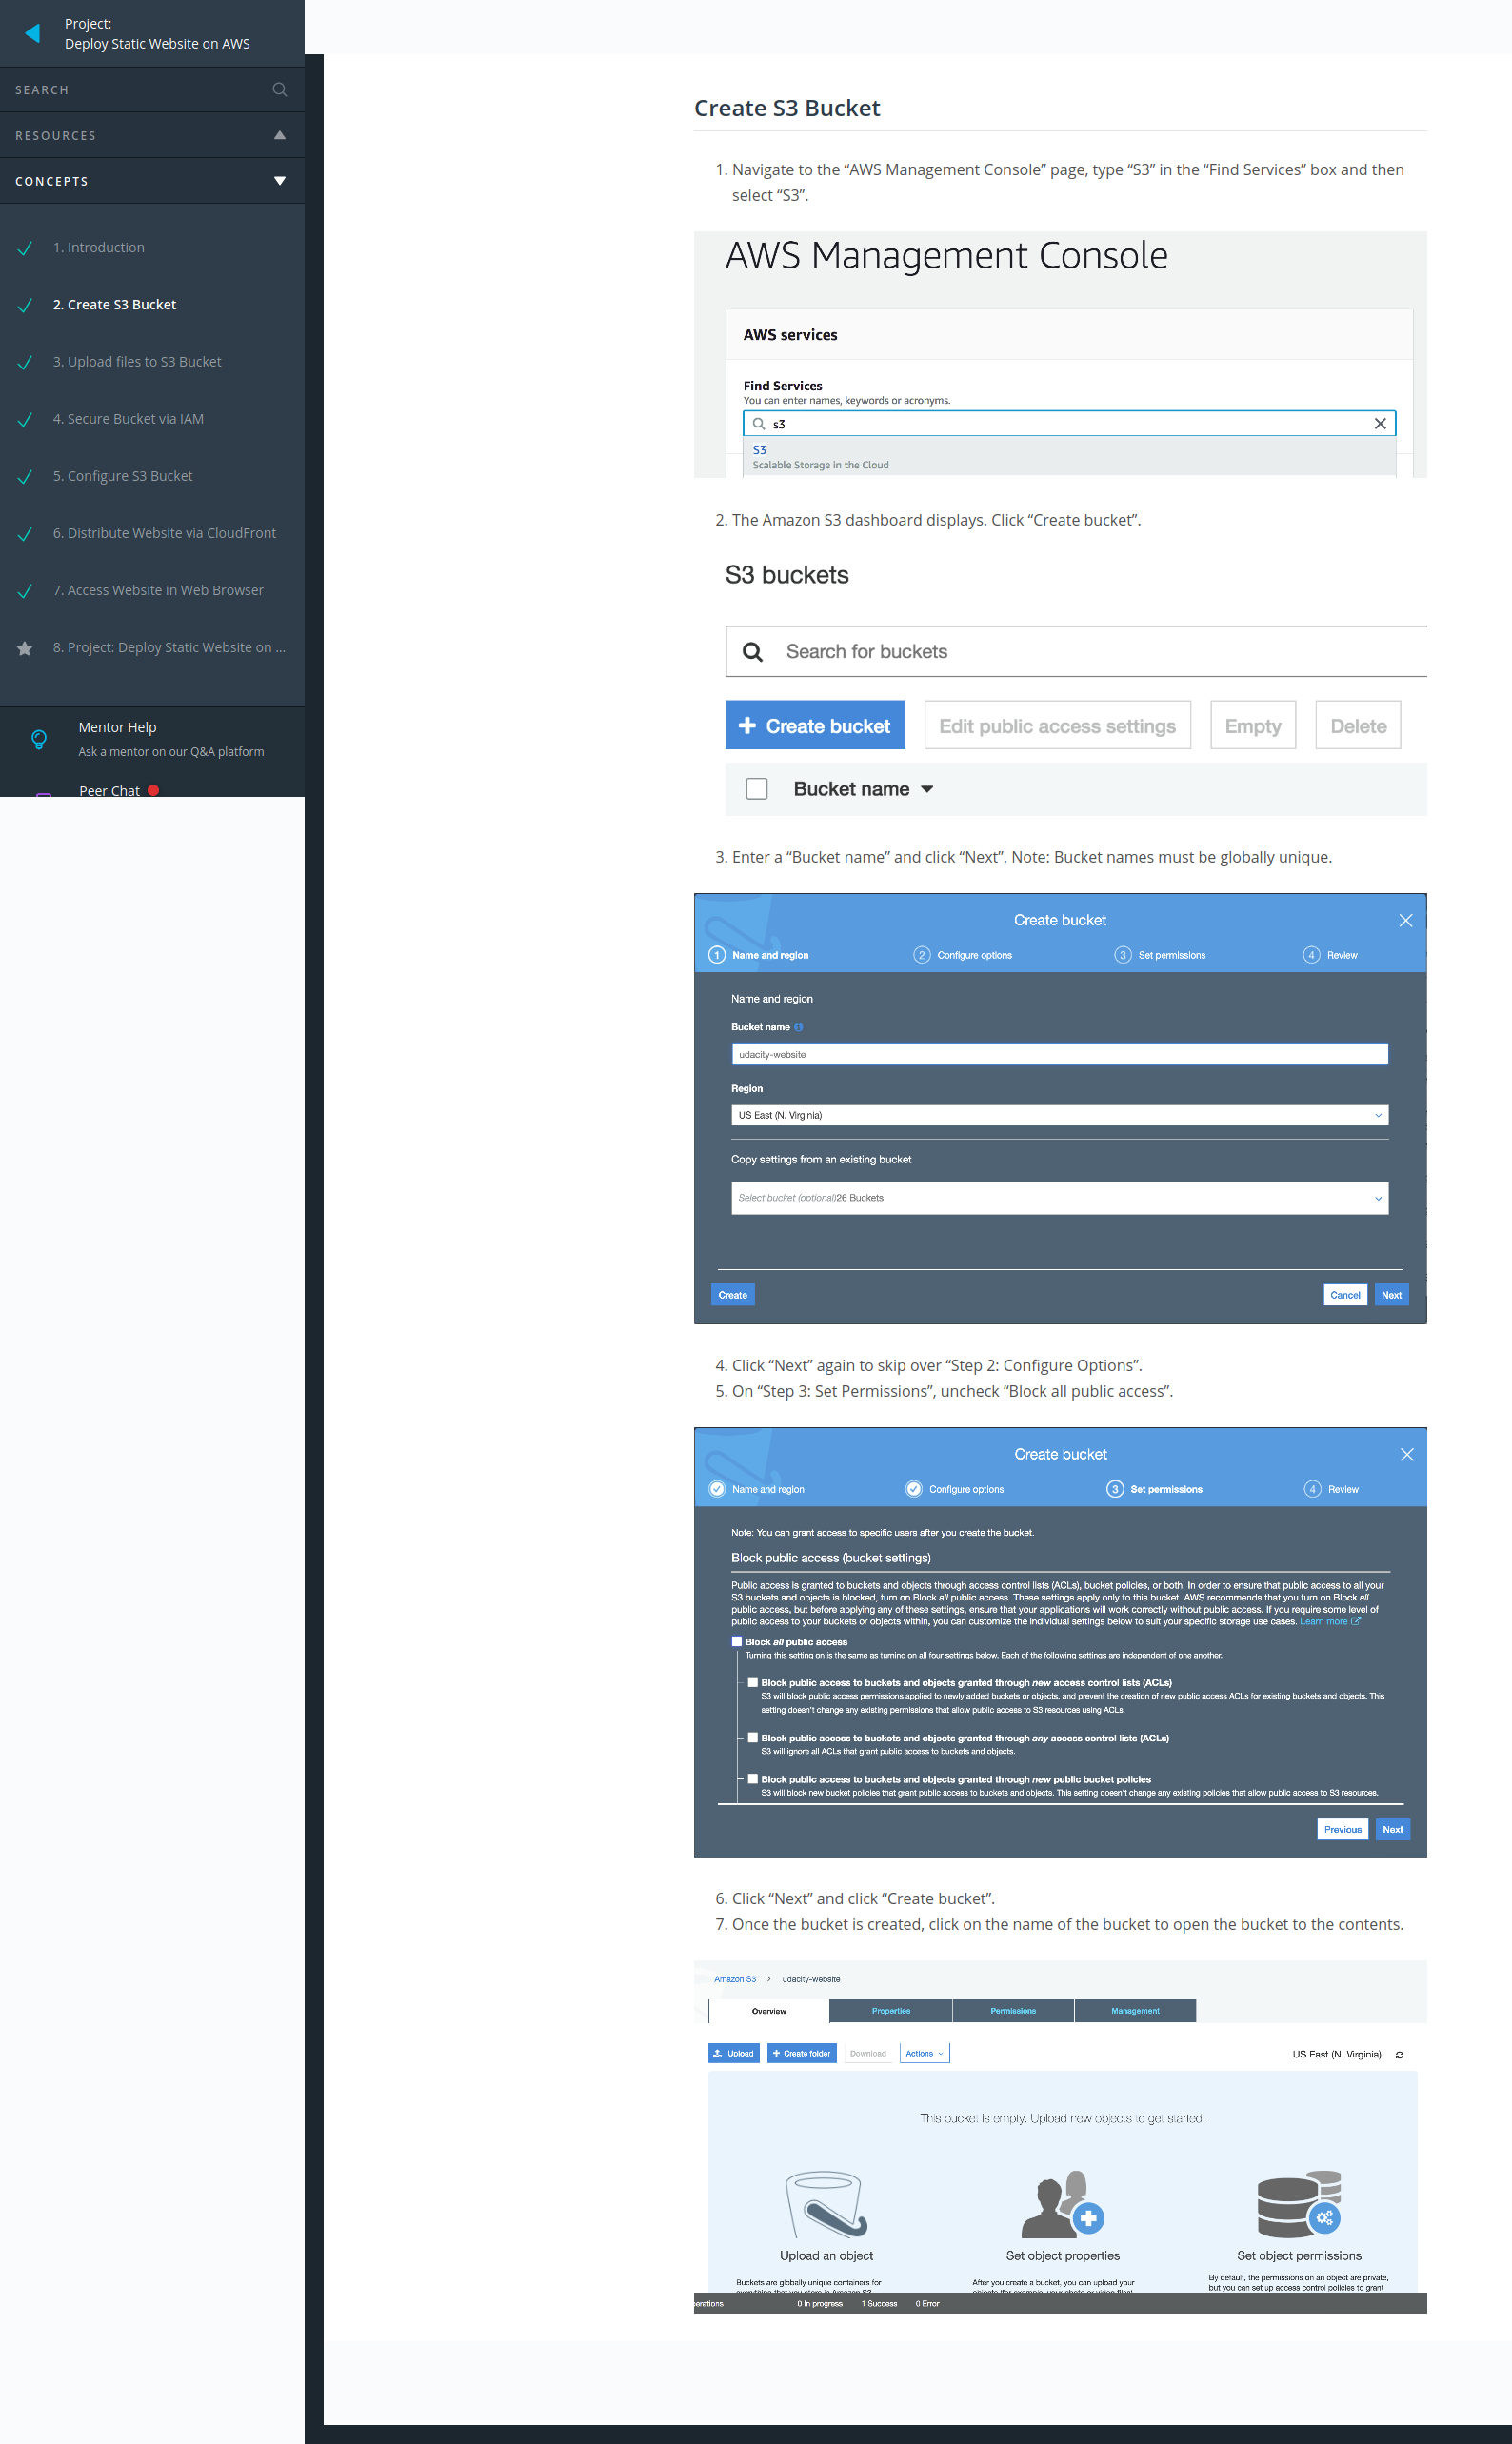 Project:
Deploy Static Website on AWS
SEARCH
RESOURCES
CONCEPTS
1. Introduction
2. Create S3 Bucket
3. Upload files to S3 Bucket
4. Secure Bucket via IAM
5. Configure S3 Bucket
6. Distribute Website via CloudFront
7. Access Website in Web Browser
8. Project: Deploy Static Website on ...
Mentor Help
Ask a mentor on our Q&A platform
Peer Chat
Create S3 Bucket
1. Navigate to the “AWS Management Console” page, type “S3” in the “Find Services” box and then
select “S3”.
AWS Management Console
AWS services
Find Services
You can enter names, keywords or acronyms.
s3
S3
Scalable Storage in the Cloud
2. The Amazon S3 dashboard displays. Click “Create bucket”.
S3 buckets
Search for buckets
Create bucket Edit public access settings Empty Delete
Bucket name
3. Enter a “Bucket name” and click “Next”. Note: Bucket names must be globally unique.
Create bucket
1 Name and region 2 Configure options 3 Set permissions 4 Review
Name and region
Bucket name
udacity-website
Region
US East (N. Virginia)
Copy settings from an existing bucket
Select bucket (optional)26 Buckets
Create Cancel Next
4. Click “Next” again to skip over “Step 2: Configure Options”.
5. On “Step 3: Set Permissions”, uncheck “Block all public access”.
Create bucket
Name and region Configure options 3 Set permissions 4 Review
Note: You can grant access to specific users after you create the bucket.
Block public access (bucket settings)
Public access is granted to buckets and objects through access control lists (ACLs), bucket policies, or both. In order to ensure that public access to all your
S3 buckets and objects is blocked, turn on Block all public access. These settings apply only to this bucket. AWS recommends that you turn on Block all
public access, but before applying any of these settings, ensure that your applications will work correctly without public access. If you require some level of
public access to your buckets or objects within, you can customize the individual settings below to suit your specific storage use cases. Learn more
Block all public access
Turning this setting on is the same as turning on all four settings below. Each of the following settings are independent of one another.
Block public access to buckets and objects granted through new access control lists (ACLs)
S3 will block public access permissions applied to newly added buckets or objects, and prevent the creation of new public access ACLs for existing buckets and objects. This
setting doesn't change any existing permissions that allow public access to S3 resources using ACLs.
Block public access to buckets and objects granted through any access control lists (ACLs)
S3 will ignore all ACLs that grant public access to buckets and objects.
Block public access to buckets and objects granted through new public bucket policies
S3 will block new bucket policies that grant public access to buckets and objects. This setting doesn't change any existing policies that allow public access to S3 resources.
Previous Next
6. Click “Next” and click “Create bucket”.
7. Once the bucket is created, click on the name of the bucket to open the bucket to the contents.
Amazon S3 > udacity-website
Overview Properties Permissions Management
Upload Create folder Download Actions
US East (N. Virginia)
This bucket is empty. Upload new objects to get started.
Upload an object Set object properties Set object permissions
Buckets are globally unique containers for
everything that you store in Amazon S3.
After you create a bucket, you can upload your
objects (for example, your photo or video files).
By default, the permissions on an object are private,
but you can set up access control policies to grant
erations 0 In progress 1 Success 0 Error